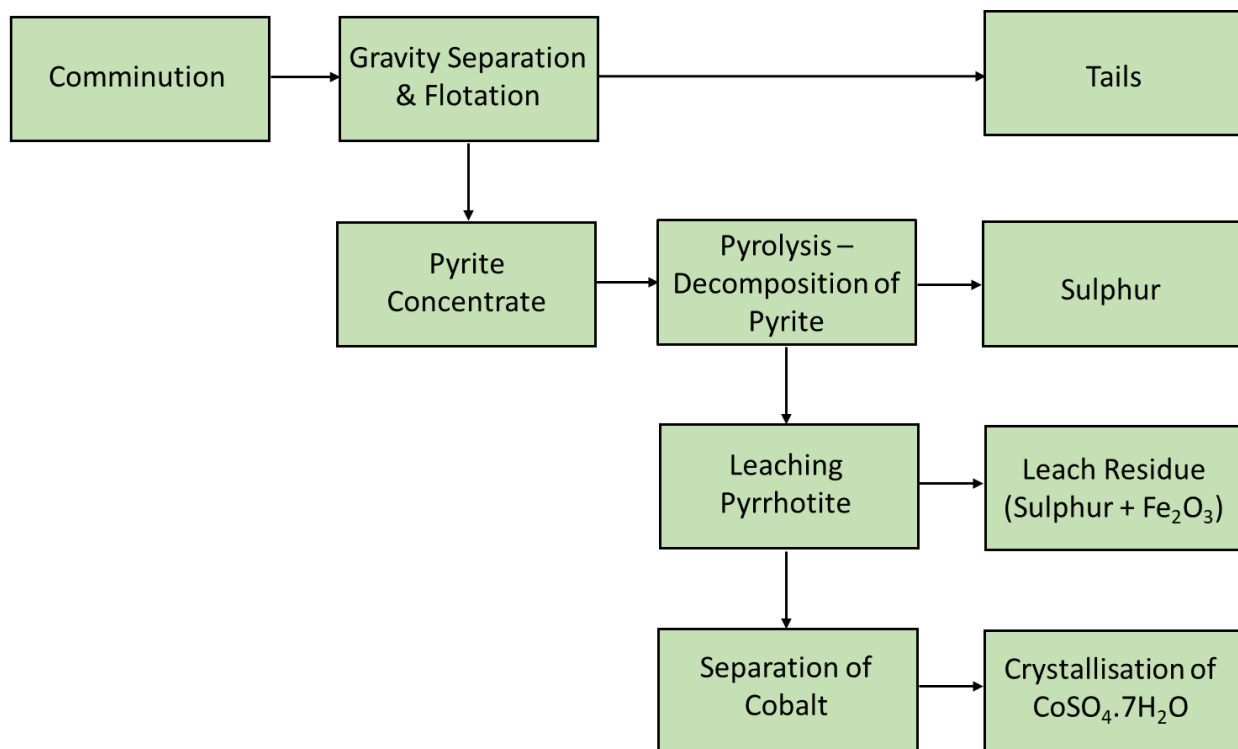 Comminution
Gravity Separation
& Flotation
Tails
Pyrite
Concentrate
Pyrolysis –
Decomposition of
Pyrite
Sulphur
Leaching
Pyrrhotite
Leach Residue
(Sulphur + Fe₂O₃)
Separation of
Cobalt
Crystallisation of
CoSO₄.7H₂O